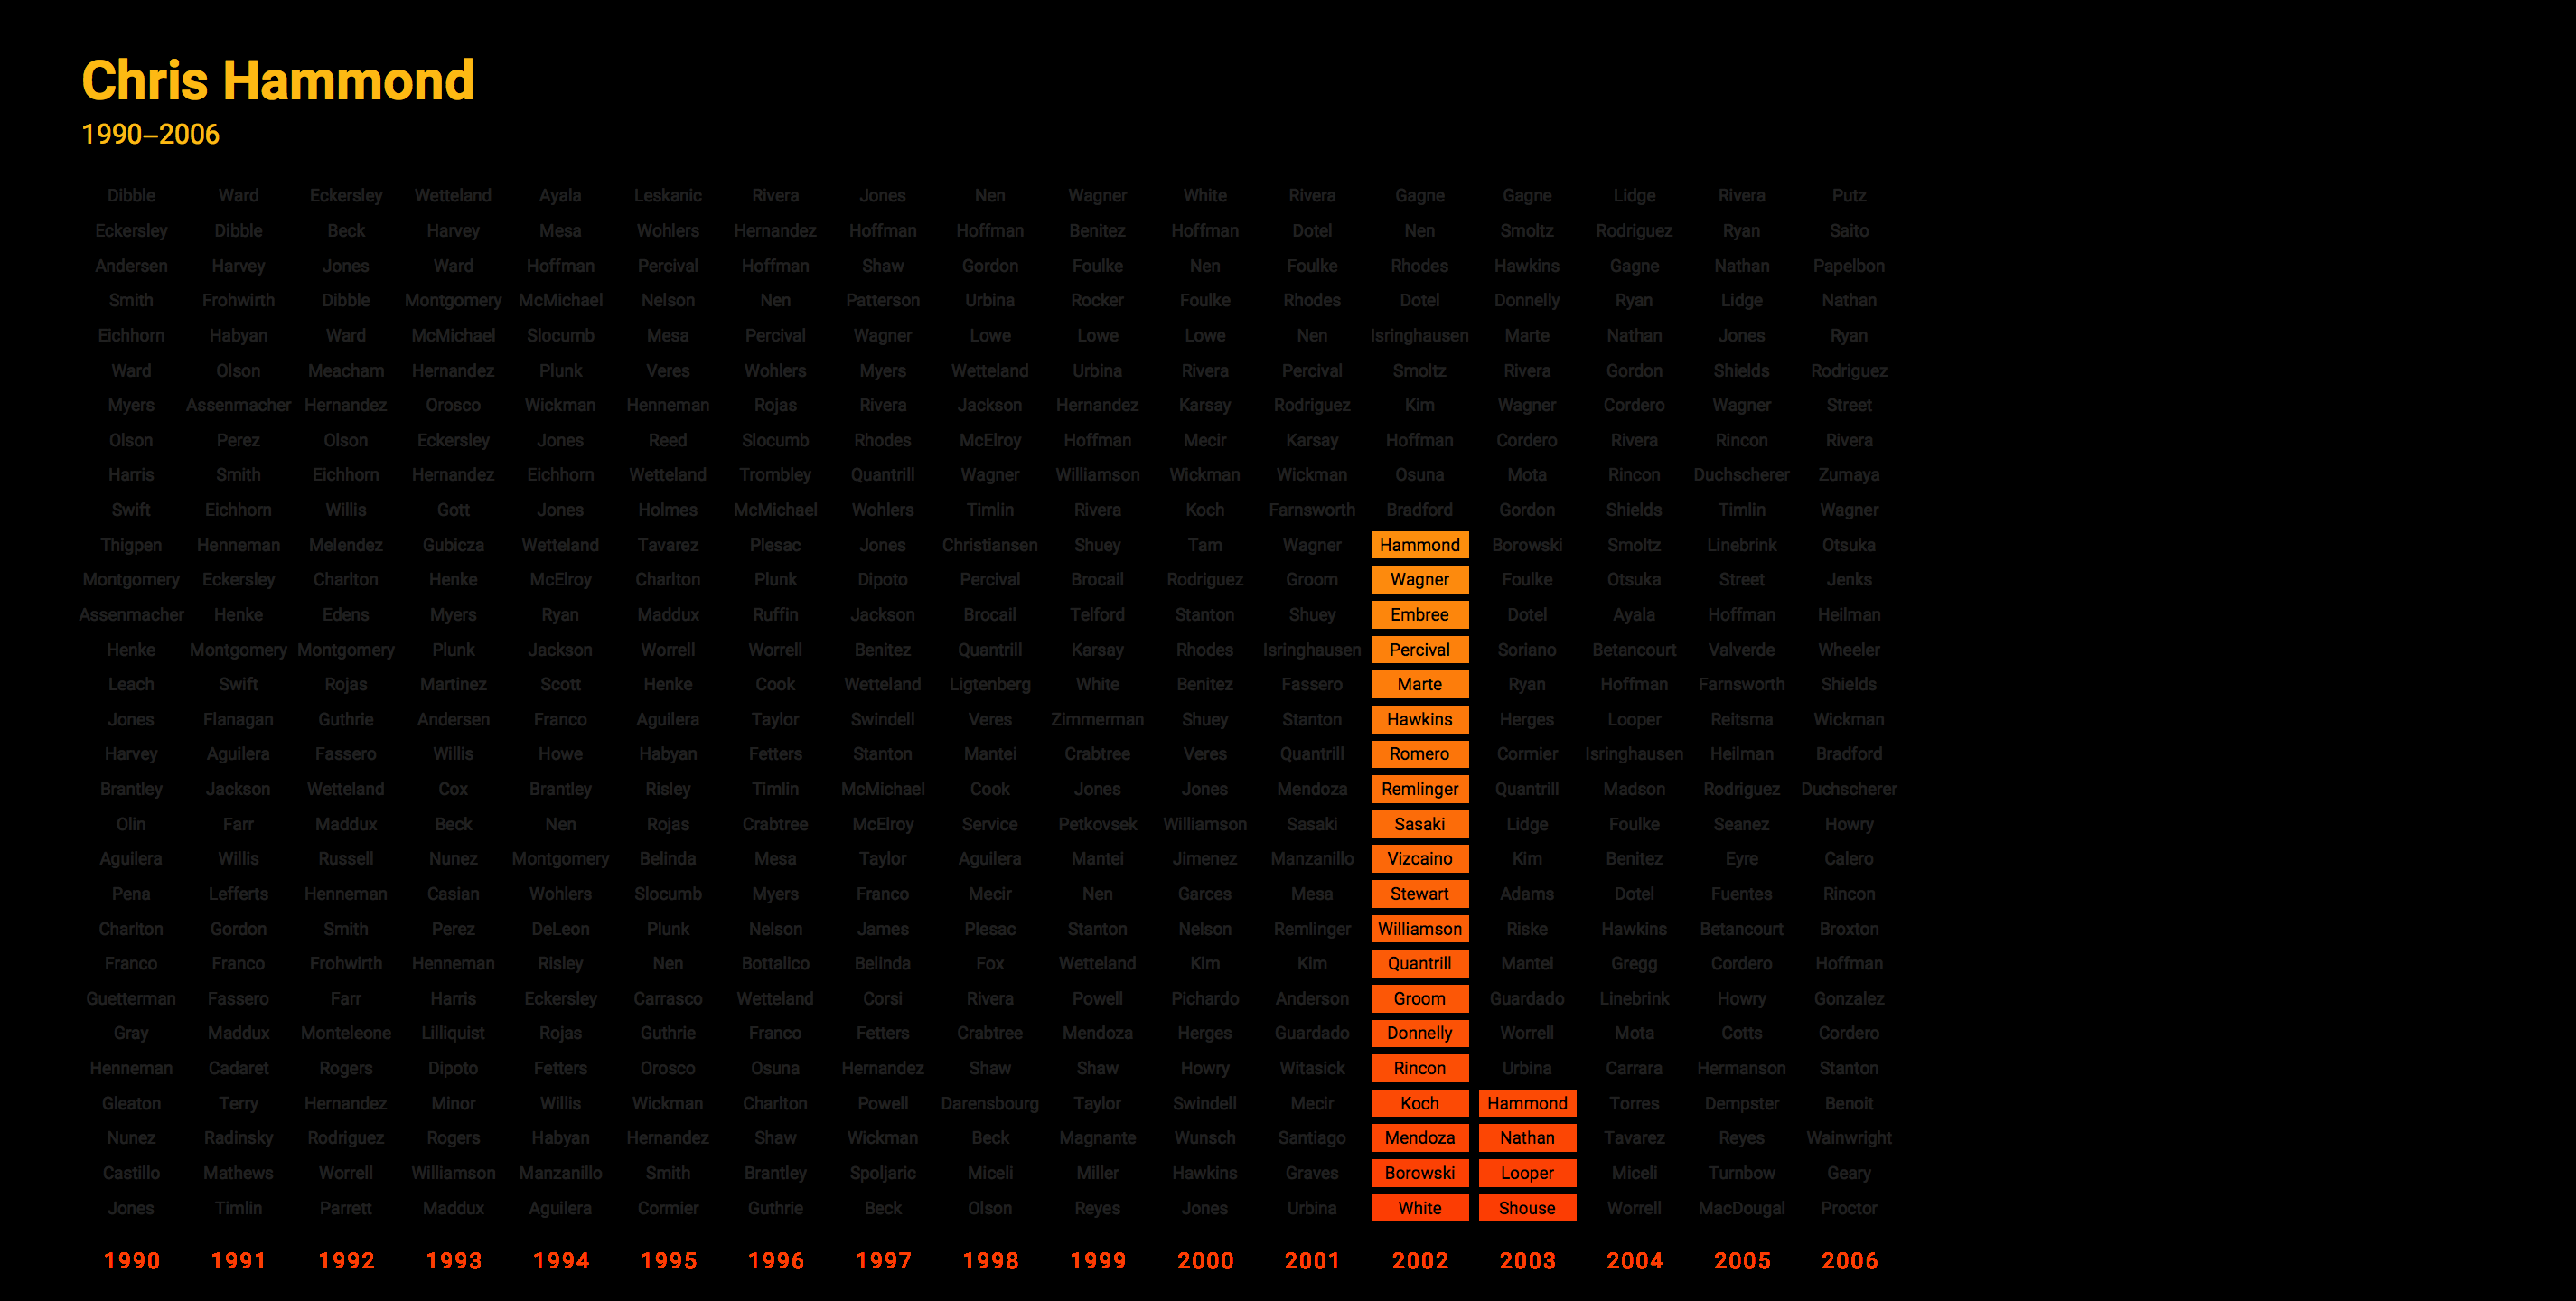 Chris Hammond
1990–2006
Dibble Ward Eckersley Wetteland Ayala Leskanic Rivera Jones Nen Wagner White Rivera Gagne Gagne Lidge Rivera Putz
Eckersley Dibble Beck Harvey Mesa Wohlers Hernandez Hoffman Hoffman Benitez Hoffman Dotel Nen Smoltz Rodriguez Ryan Saito
Andersen Harvey Jones Ward Hoffman Percival Hoffman Shaw Gordon Foulke Nen Foulke Rhodes Hawkins Gagne Nathan Papelbon
Smith Frohwirth Dibble Montgomery McMichael Nelson Nen Patterson Urbina Rocker Foulke Rhodes Dotel Donnelly Ryan Lidge Nathan
Eichhorn Habyan Ward McMichael Slocumb Mesa Percival Wagner Lowe Lowe Lowe Nen Isringhausen Marte Nathan Jones Ryan
Ward Olson Meacham Hernandez Plunk Veres Wohlers Myers Wetteland Urbina Rivera Percival Smoltz Rivera Gordon Shields Rodriguez
Myers Assenmacher Hernandez Orosco Wickman Henneman Rojas Rivera Jackson Hernandez Karsay Rodriguez Kim Wagner Cordero Wagner Street
Olson Perez Olson Eckersley Jones Reed Slocumb Rhodes McElroy Hoffman Mecir Karsay Hoffman Cordero Rivera Rincon Rivera
Harris Smith Eichhorn Hernandez Eichhorn Wetteland Trombley Quantrill Wagner Williamson Wickman Wickman Osuna Mota Rincon Duchscherer Zumaya
Swift Eichhorn Willis Gott Jones Holmes McMichael Wohlers Timlin Rivera Koch Farnsworth Bradford Gordon Shields Timlin Wagner
Thigpen Henneman Melendez Gubicza Wetteland Tavarez Plesac Jones Christiansen Shuey Tam Wagner Hammond Borowski Smoltz Linebrink Otsuka
Montgomery Eckersley Charlton Henke McElroy Charlton Plunk Dipoto Percival Brocail Rodriguez Groom Wagner Foulke Otsuka Street Jenks
Assenmacher Henke Edens Myers Ryan Maddux Ruffin Jackson Brocail Telford Stanton Shuey Embree Dotel Ayala Hoffman Heilman
Henke Montgomery Montgomery Plunk Jackson Worrell Worrell Benitez Quantrill Karsay Rhodes Isringhausen Percival Soriano Betancourt Valverde Wheeler
Leach Swift Rojas Martinez Scott Henke Cook Wetteland Ligtenberg White Benitez Fassero Marte Ryan Hoffman Farnsworth Shields
Jones Flanagan Guthrie Andersen Franco Aguilera Taylor Swindell Veres Zimmerman Shuey Stanton Hawkins Herges Looper Reitsma Wickman
Harvey Aguilera Fassero Willis Howe Habyan Fetters Stanton Mantei Crabtree Veres Quantrill Romero Cormier Isringhausen Heilman Bradford
Brantley Jackson Wetteland Cox Brantley Risley Timlin McMichael Cook Jones Jones Mendoza Remlinger Quantrill Madson Rodriguez Duchscherer
Olin Farr Maddux Beck Nen Rojas Crabtree McElroy Service Petkovsek Williamson Sasaki Sasaki Lidge Foulke Seanez Howry
Aguilera Willis Russell Nunez Montgomery Belinda Mesa Taylor Aguilera Mantei Jimenez Manzanillo Vizcaino Kim Benitez Eyre Calero
Pena Lefferts Henneman Casian Wohlers Slocumb Myers Franco Mecir Nen Garces Mesa Stewart Adams Dotel Fuentes Rincon
Charlton Gordon Smith Perez DeLeon Plunk Nelson James Plesac Stanton Nelson Remlinger Williamson Riske Hawkins Betancourt Broxton
Franco Franco Frohwirth Henneman Risley Nen Bottalico Belinda Fox Wetteland Kim Kim Quantrill Mantei Gregg Cordero Hoffman
Guetterman Fassero Farr Harris Eckersley Carrasco Wetteland Corsi Rivera Powell Pichardo Anderson Groom Guardado Linebrink Howry Gonzalez
Gray Maddux Monteleone Lilliquist Rojas Guthrie Franco Fetters Crabtree Mendoza Herges Guardado Donnelly Worrell Mota Cotts Cordero
Henneman Cadaret Rogers Dipoto Fetters Orosco Osuna Hernandez Shaw Shaw Howry Witasick Rincon Urbina Carrara Hermanson Stanton
Gleaton Terry Hernandez Minor Willis Wickman Charlton Powell Darensbourg Taylor Swindell Mecir Koch Hammond Torres Dempster Benoit
Nunez Radinsky Rodriguez Rogers Habyan Hernandez Shaw Wickman Beck Magnante Wunsch Santiago Mendoza Nathan Tavarez Reyes Wainwright
Castillo Mathews Worrell Williamson Manzanillo Smith Brantley Spoljaric Miceli Miller Hawkins Graves Borowski Looper Miceli Turnbow Geary
Jones Timlin Parrett Maddux Aguilera Cormier Guthrie Beck Olson Reyes Jones Urbina White Shouse Worrell MacDougal Proctor
1990 1991 1992 1993 1994 1995 1996 1997 1998 1999 2000 2001 2002 2003 2004 2005 2006